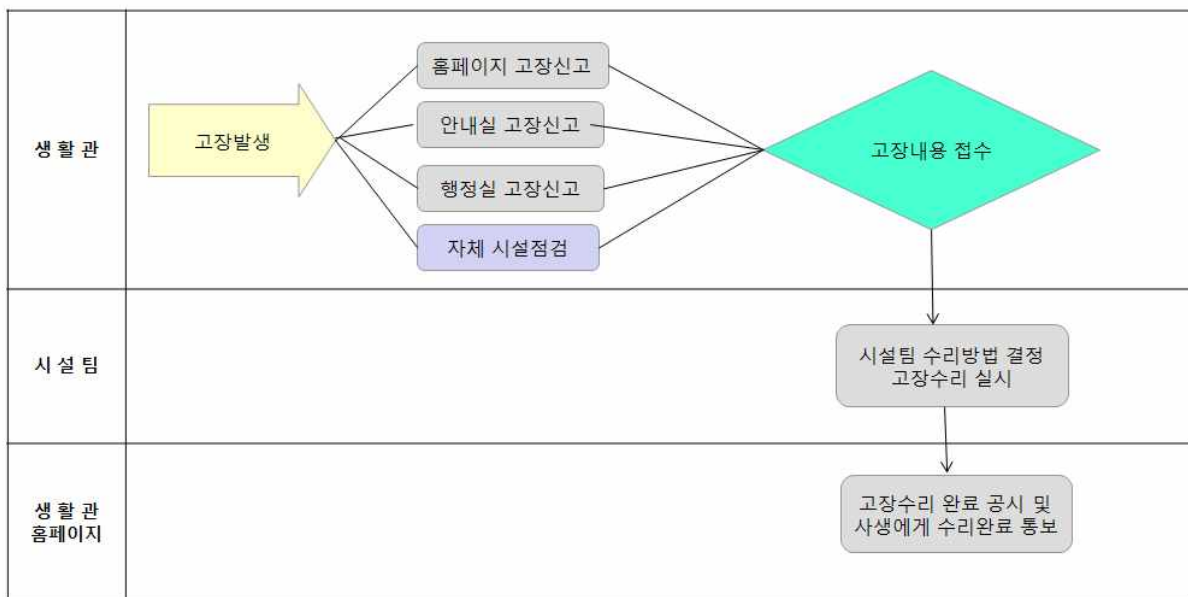 생 활 관
고장발생
홈페이지 고장신고
안내실 고장신고
행정실 고장신고
자체 시설점검
고장내용 접수
시 설 팀
시설팀 수리방법 결정
고장수리 실시
생 활 관
홈페이지
고장수리 완료 공시 및
사생에게 수리완료 통보